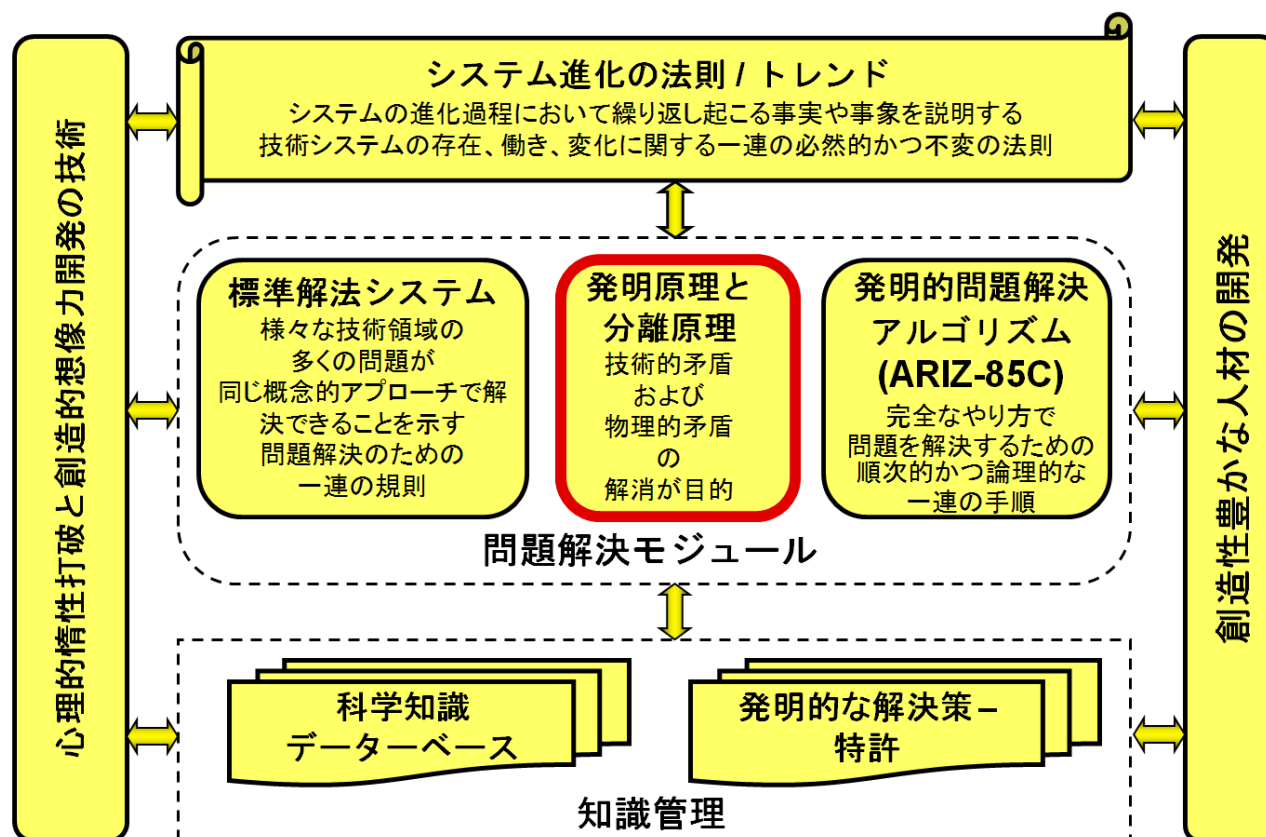 心理的惰性打破と創造的想像力開発の技術
システム進化の法則 / トレンド
システムの進化過程において繰り返し起こる事実や事象を説明する
技術システムの存在、働き、変化に関する一連の必然的かつ不変の法則
標準解法システム
様々な技術領域の
多くの問題が
同じ概念的アプローチで解
決できることを示す
問題解決のための
一連の規則
発明原理と
分離原理
技術的矛盾
および
物理的矛盾
の
解消が目的
発明的問題解決
アルゴリズム
(ARIZ-85C)
完全なやり方で
問題を解決するための
順次的かつ論理的な
一連の手順
問題解決モジュール
科学知識
データーベース
発明的な解決策–
特許
知識管理
創造性豊かな人材の開発